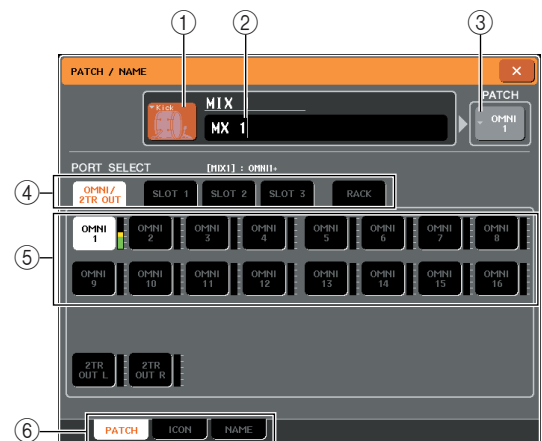 ① ② ③
PATCH / NAME ×
PATCH
Kick MIX
MX 1
OMNI 1
PORT SELECT [MIX1] : OMNI1+
④
OMNI/ 2TR OUT SLOT 1 SLOT 2 SLOT 3 RACK
⑤
OMNI 1 OMNI 2 OMNI 3 OMNI 4 OMNI 5 OMNI 6 OMNI 7 OMNI 8
OMNI 9 OMNI 10 OMNI 11 OMNI 12 OMNI 13 OMNI 14 OMNI 15 OMNI 16
2TR OUT L 2TR OUT R
⑥
PATCH ICON NAME